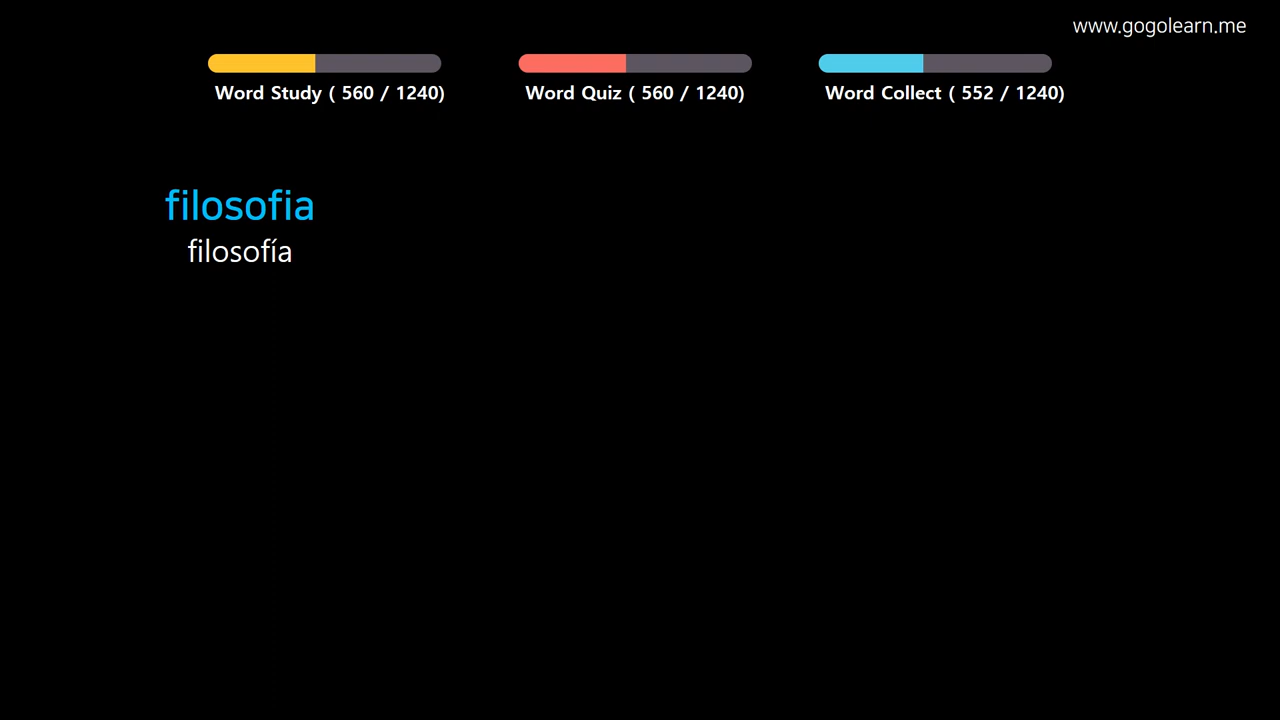 www.gogolearn.me
Word Study ( 560 / 1240)
Word Quiz ( 560 / 1240)
Word Collect ( 552 / 1240)
filosofia
filosofía